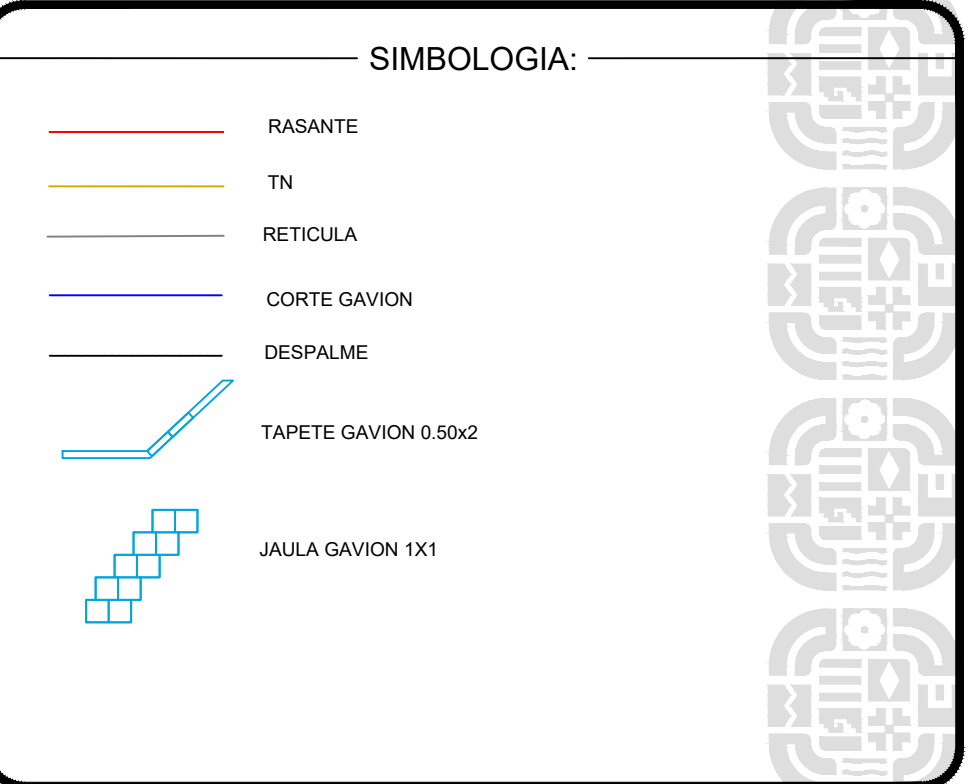 SIMBOLOGIA:
RASANTE
TN
RETICULA
CORTE GAVION
DESPALME
TAPETE GAVION 0.50x2
JAULA GAVION 1X1